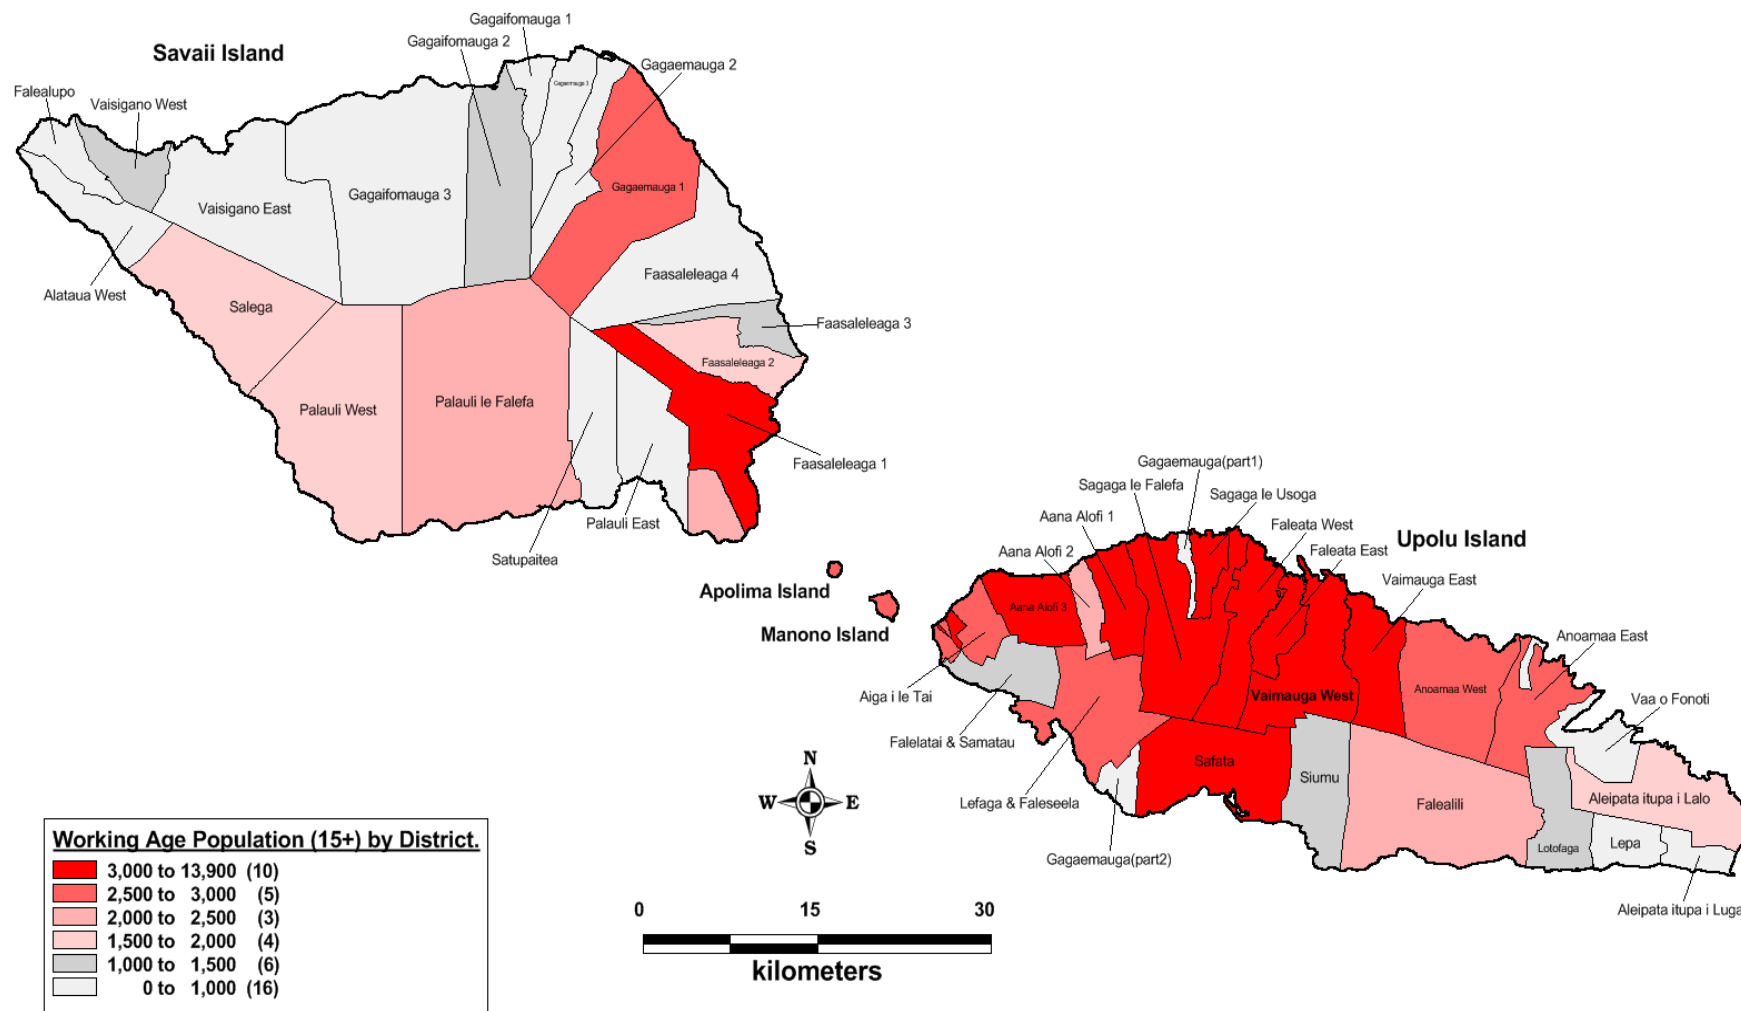 Gagaifomauga 1
Savaii Island
Gagaifomauga 2
Gagaemauga 2
Falealupo
Vaisigano West
Gagaifomauga 3
Gagaemauga 1
Vaisigano East
Faasaleleaga 4
Alataua West
Salega
Faasaleleaga 3
Faasaleleaga 2
Palauli West
Palauli le Falefa
Faasaleleaga 1
Palauli East
Satupaitea
Gagaemauga(part1)
Sagaga le Falefa
Sagaga le Usoga
Aana Alofi 1
Faleata West
Upolu Island
Aana Alofi 2
Faleata East
Vaimauga East
Apolima Island
Aana Alofi 3
Manono Island
Anoamaa East
Aiga i le Tai
Vaimauga West
Anoamaa West
Vaa o Fonoti
Falelatai & Samatau
Safata
Siumu
Lefaga & Faleseela
Falealili
Aleipata itupa i Lalo
Lotofaga
Lepa
Gagaemauga(part2)
Aleipata itupa i Luga
N
W
E
S
Working Age Population (15+) by District.
3,000 to 13,900 (10)
2,500 to 3,000 (5)
2,000 to 2,500 (3)
1,500 to 2,000 (4)
1,000 to 1,500 (6)
0 to 1,000 (16)
0 15 30
kilometers